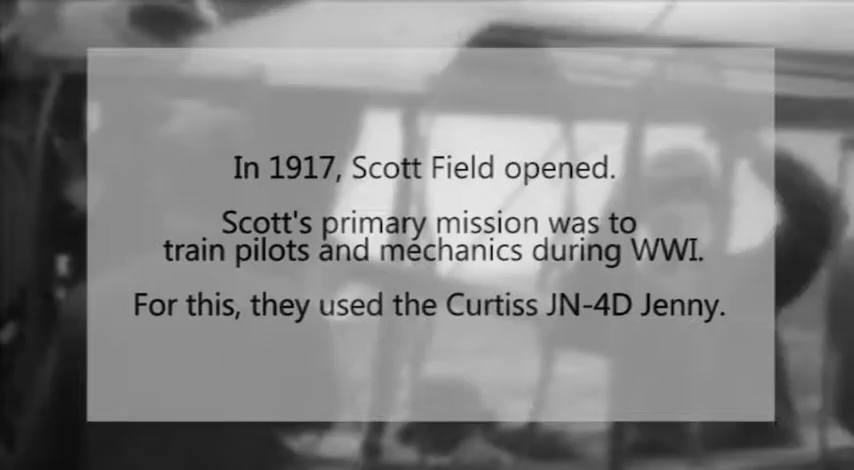 In 1917, Scott Field opened.
Scott's primary mission was to
train pilots and mechanics during WWI.
For this, they used the Curtiss JN-4D Jenny.